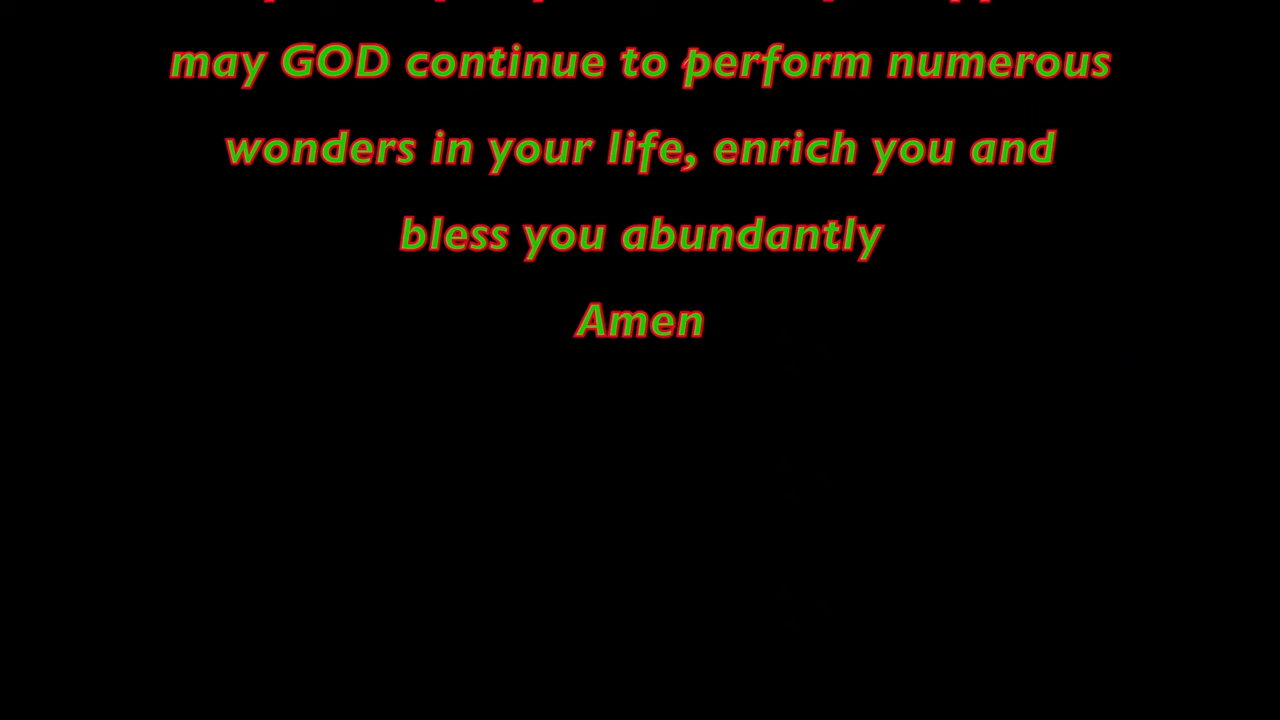 may GOD continue to perform numerous
wonders in your life, enrich you and
bless you abundantly
Amen